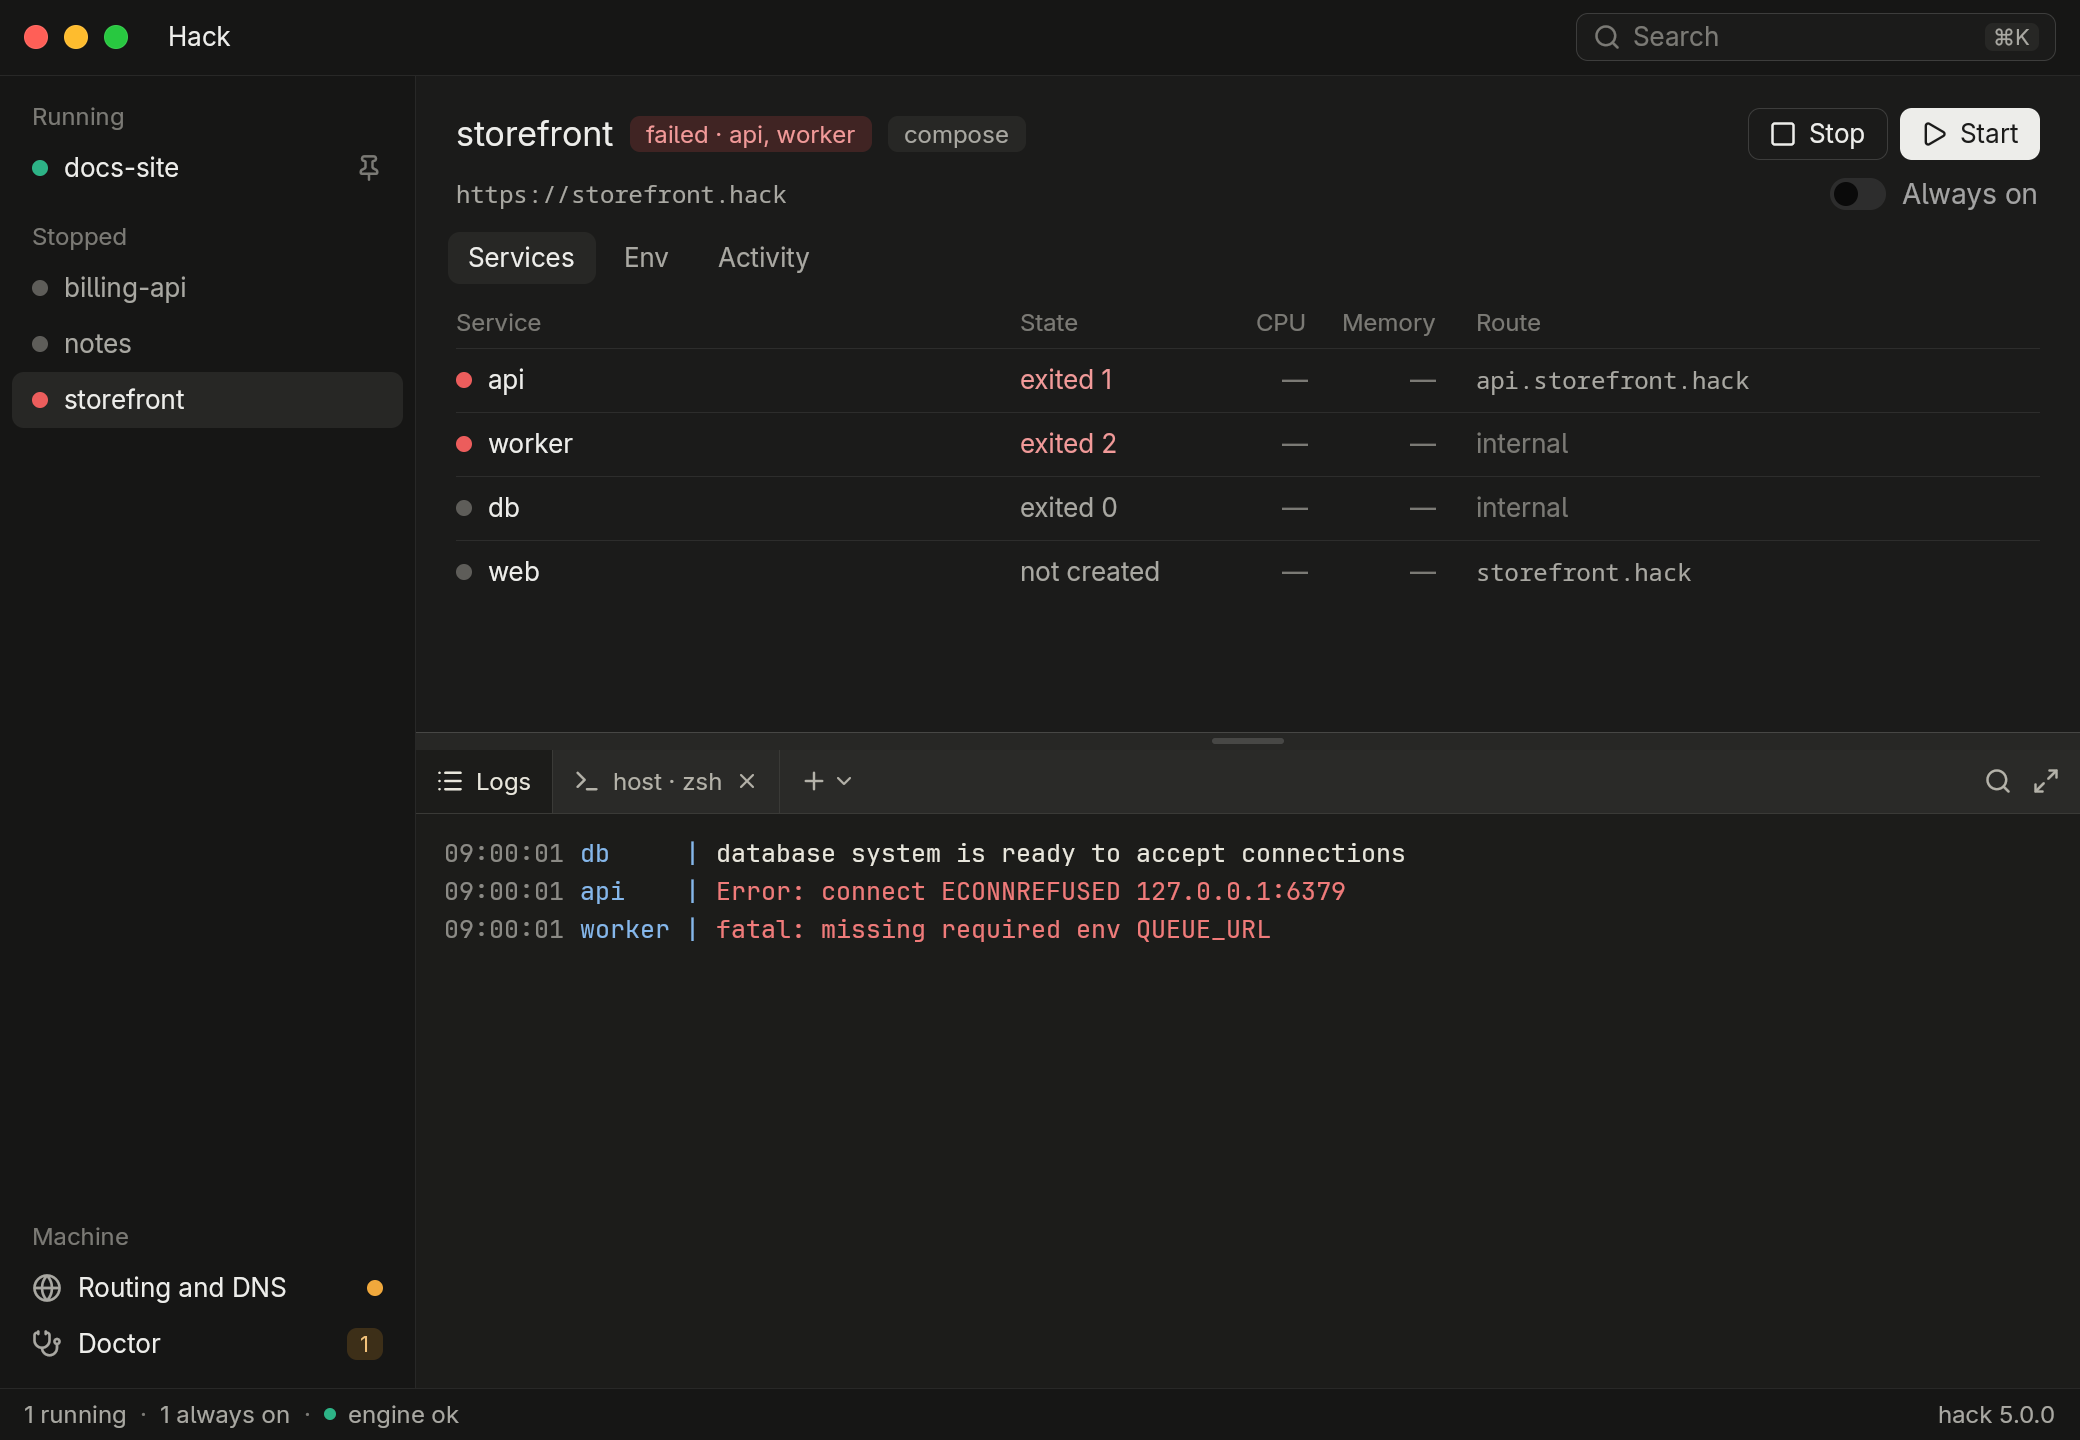 Hack
Search ⌘K
Running
docs-site
Stopped
billing-api
notes
storefront
Machine
Routing and DNS
Doctor 1
storefront failed · api, worker compose
Stop Start
https://storefront.hack
Always on
Services Env Activity
Service State CPU Memory Route
api exited 1 — — api.storefront.hack
worker exited 2 — — internal
db exited 0 — — internal
web not created — — storefront.hack
Logs host · zsh
09:00:01 db | database system is ready to accept connections
09:00:01 api | Error: connect ECONNREFUSED 127.0.0.1:6379
09:00:01 worker | fatal: missing required env QUEUE_URL
1 running · 1 always on · engine ok
hack 5.0.0